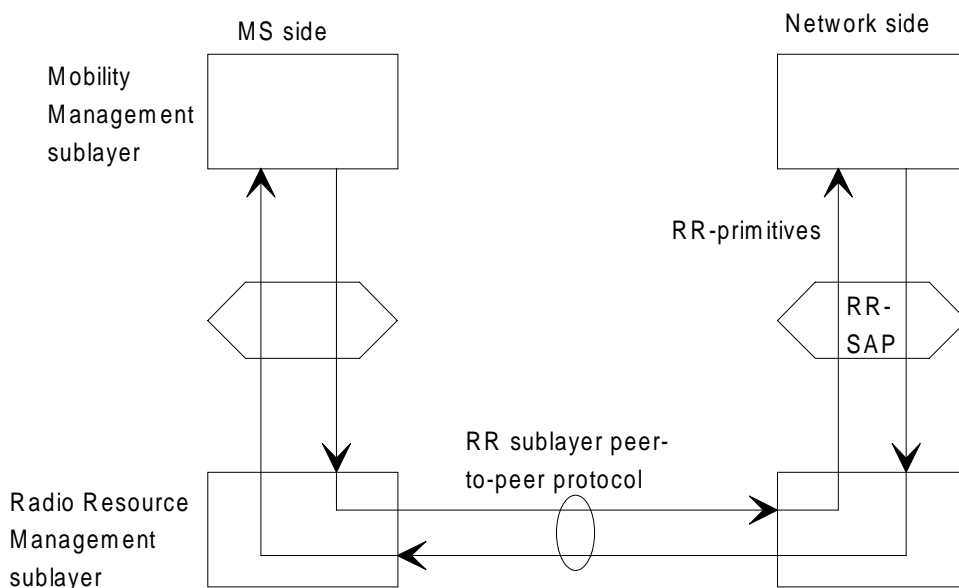 MS side
Network side
Mobility
Management
sublayer
RR-primitives
RR-
SAP
RR sublayer peer-
to-peer protocol
Radio Resource
Management
sublayer